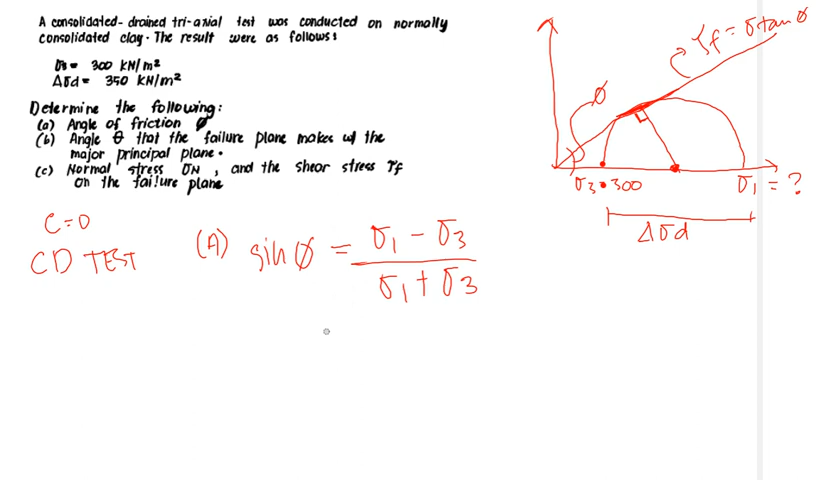 A consolidated-drained tri-axial test was conducted on normally
consolidated clay. The result were as follows:
σ3 = 300 KN/m²
Δσd = 350 KN/m²
Determine the following:
(a) Angle of friction ø
(b) Angle θ that the failure plane makes w/ the
major principal plane.
(c) Normal stress σN, and the shear stress τf
on the failure plane
τf = σ tan ø
ø
σ3 = 300
σ1 = ?
Δσd
C=0
CD TEST
(A) sin ø = σ1 - σ3
σ1 + σ3